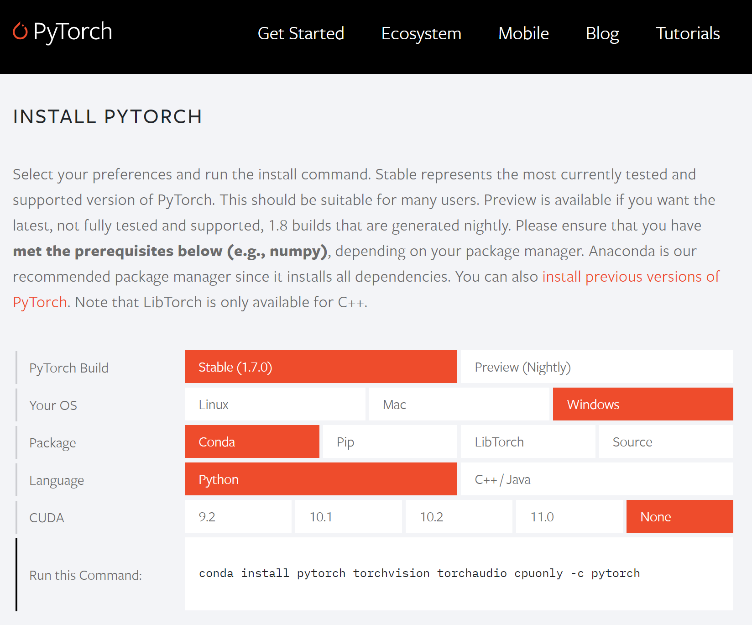 PyTorch
Get Started Ecosystem Mobile Blog Tutorials
INSTALL PYTORCH
Select your preferences and run the install command. Stable represents the most currently tested and
supported version of PyTorch. This should be suitable for many users. Preview is available if you want the
latest, not fully tested and supported, 1.8 builds that are generated nightly. Please ensure that you have
met the prerequisites below (e.g., numpy), depending on your package manager. Anaconda is our
recommended package manager since it installs all dependencies. You can also install previous versions of
PyTorch. Note that LibTorch is only available for C++.
PyTorch Build Stable (1.7.0) Preview (Nightly)
Your OS Linux Mac Windows
Package Conda Pip LibTorch Source
Language Python C++ / Java
CUDA 9.2 10.1 10.2 11.0 None
Run this Command: conda install pytorch torchvision torchaudio cpuonly -c pytorch